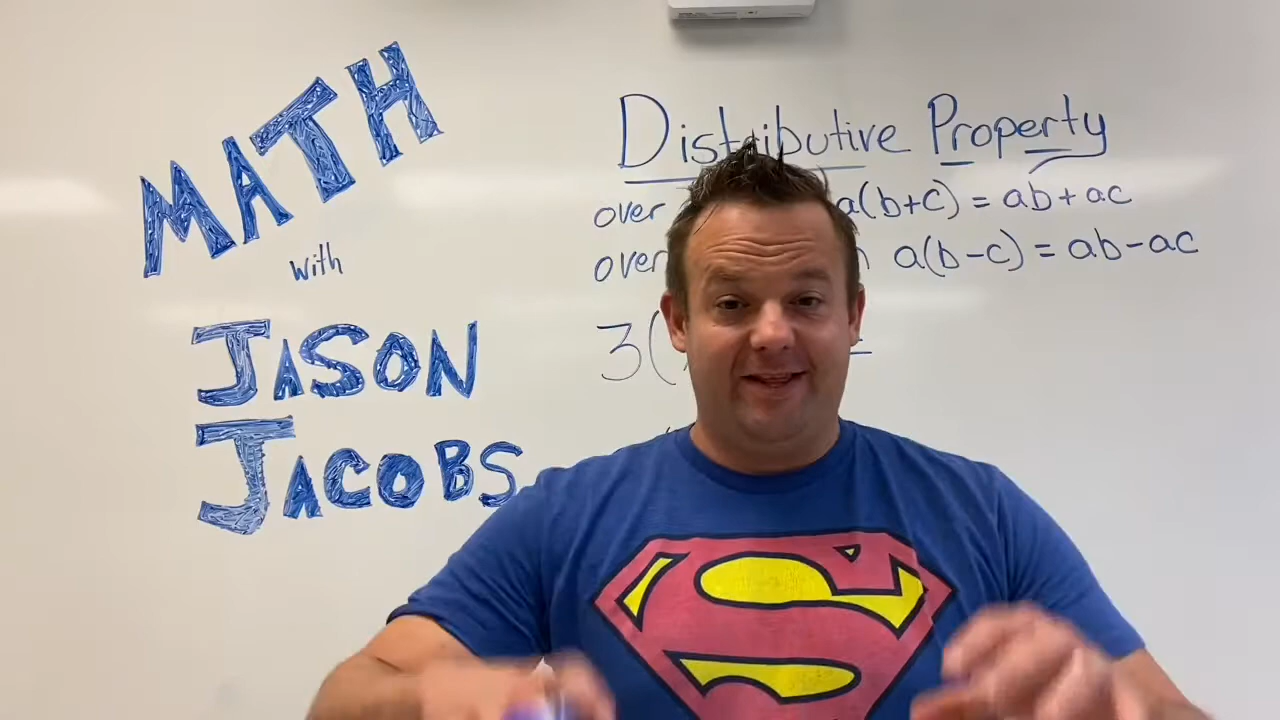 MATH
with
JASON
JACOBS
Distributive Property
over a(b+c) = ab+ac
over a(b-c) = ab-ac
3(
S